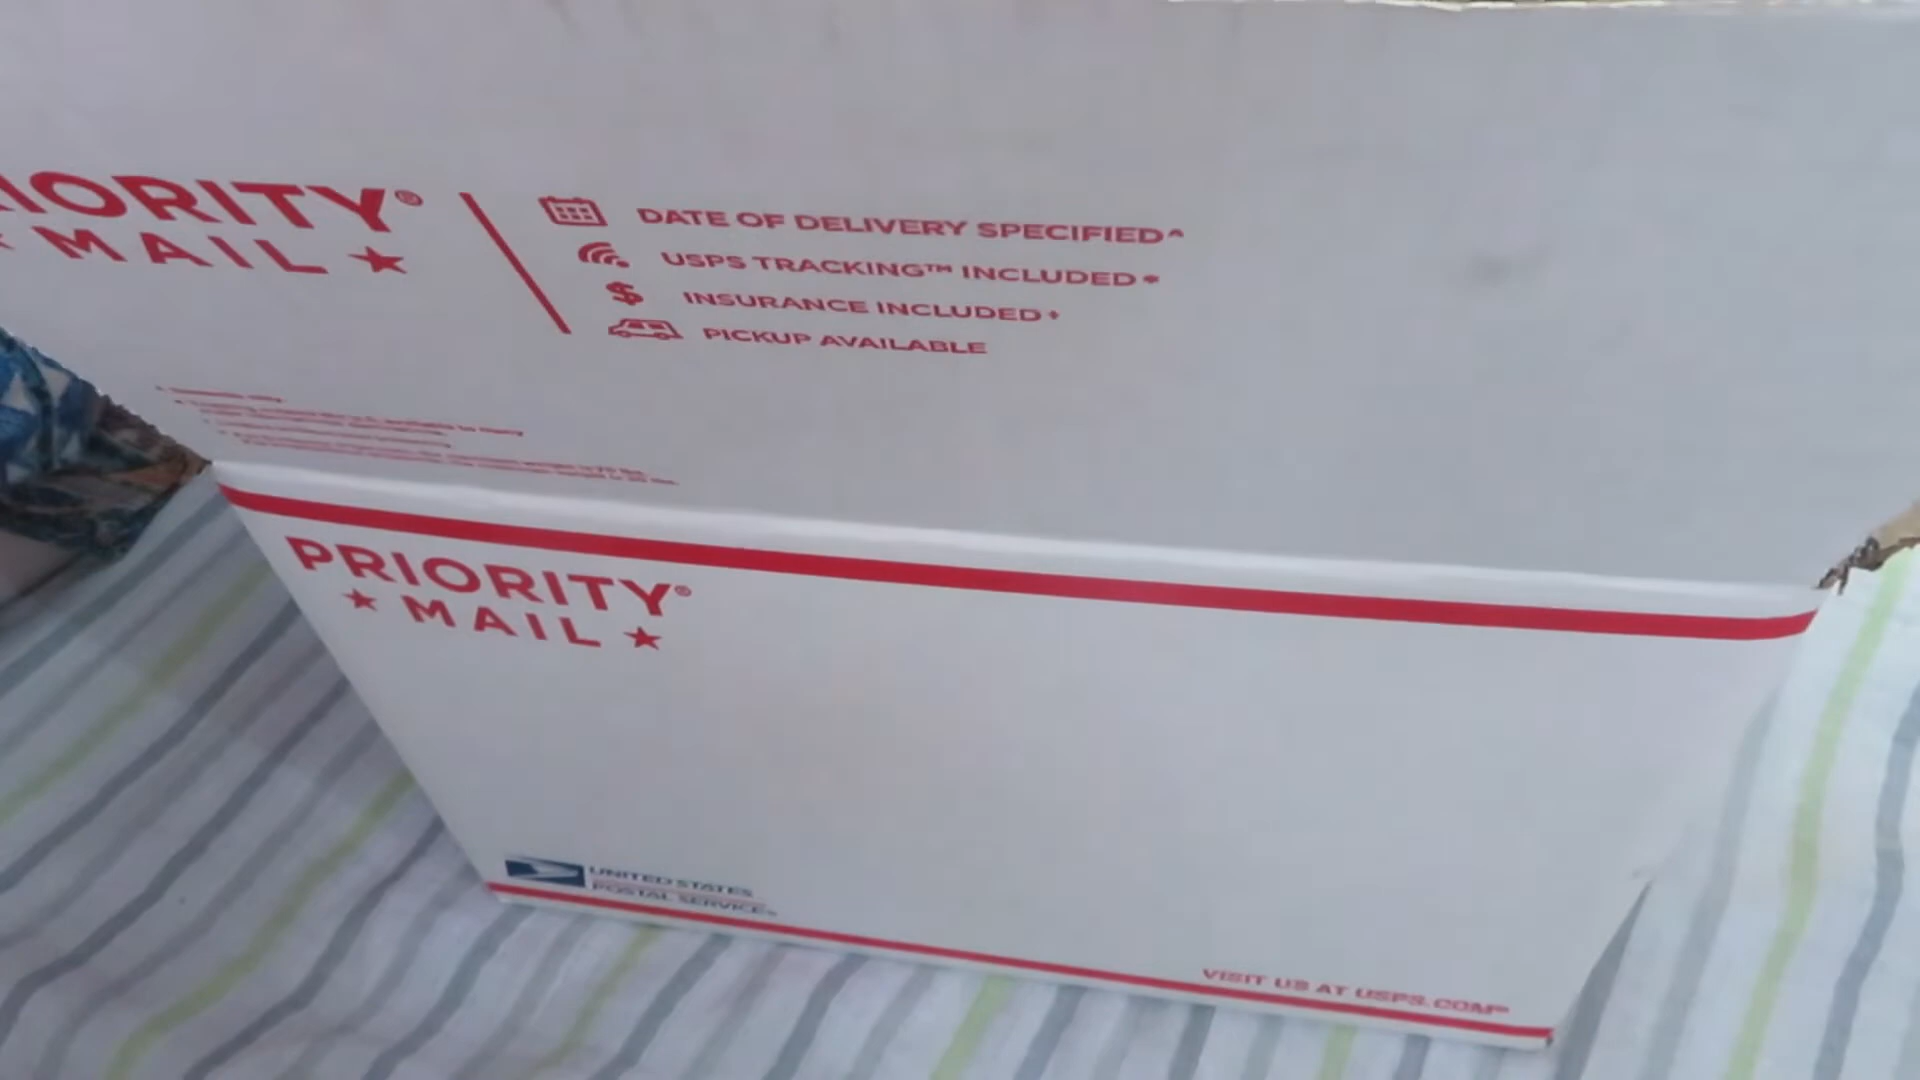 IORITY®
★ MAIL ★
DATE OF DELIVERY SPECIFIED^
USPS TRACKING™ INCLUDED*
$ INSURANCE INCLUDED+
PICKUP AVAILABLE
PRIORITY®
★ MAIL ★
UNITED STATES
POSTAL SERVICE®
VISIT US AT USPS.COM®